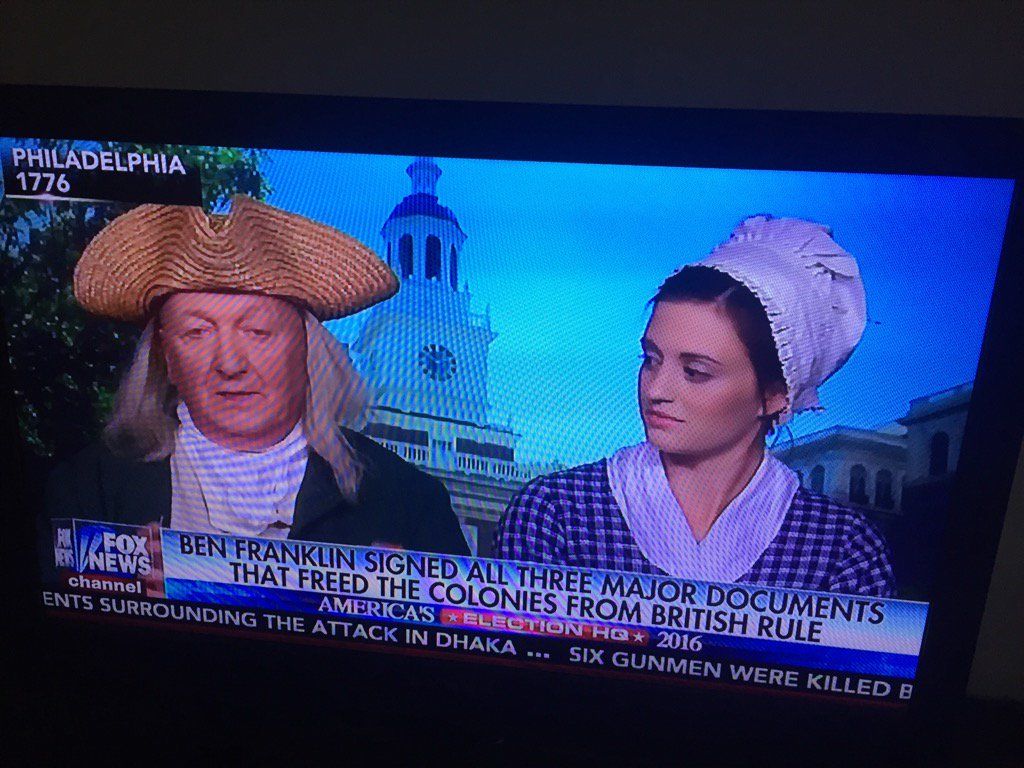 PHILADELPHIA
1776
FOX
NEWS
channel
BEN FRANKLIN SIGNED ALL THREE MAJOR DOCUMENTS
THAT FREED THE COLONIES FROM BRITISH RULE
AMERICA'S ★ELECTION HQ★ 2016
ENTS SURROUNDING THE ATTACK IN DHAKA ... SIX GUNMEN WERE KILLED B